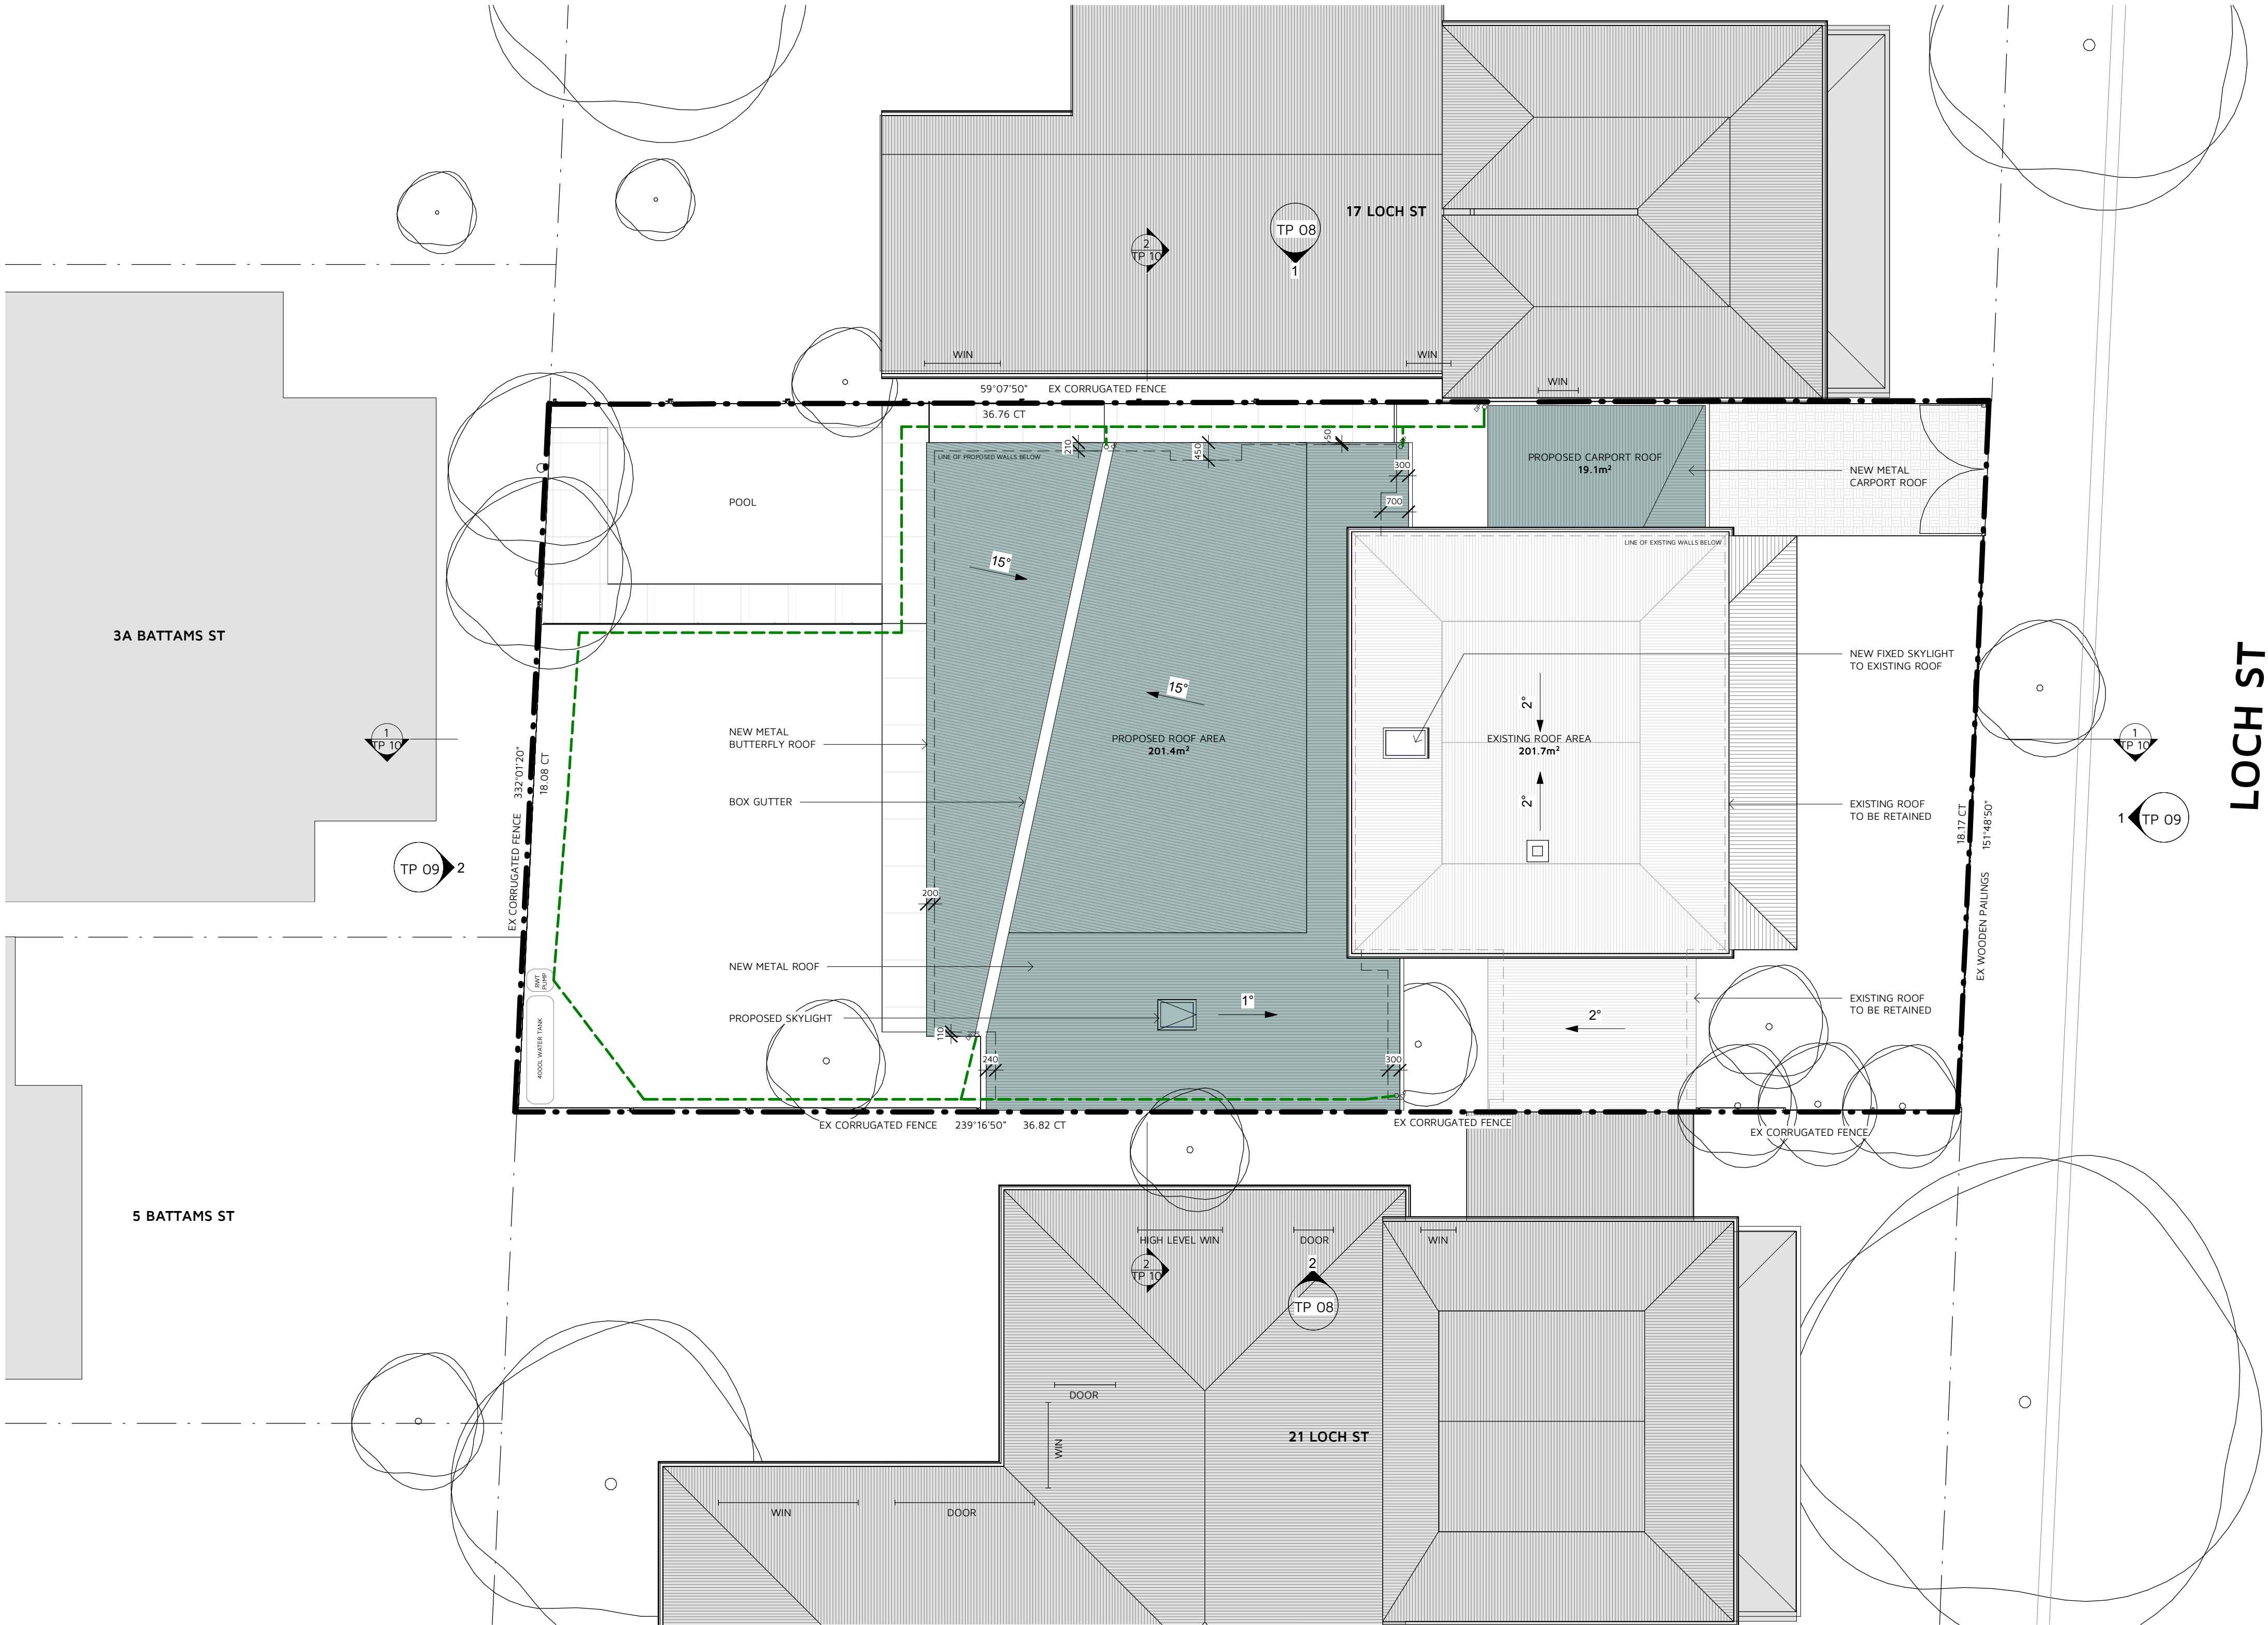 17 LOCH ST
TP 08
1
2
TP 10
WIN
WIN
WIN
59°07'50"
EX CORRUGATED FENCE
36.76 CT
LINE OF PROPOSED WALLS BELOW
210
450
300
700
PROPOSED CARPORT ROOF
19.1m²
NEW METAL
CARPORT ROOF
POOL
LINE OF EXISTING WALLS BELOW
15°
15°
3A BATTAMS ST
NEW FIXED SKYLIGHT
TO EXISTING ROOF
LOCH ST
2°
NEW METAL
BUTTERFLY ROOF
PROPOSED ROOF AREA
201.4m²
EXISTING ROOF AREA
201.7m²
1
TP 10
1
TP 10
332°01'20"
18.08 CT
EX CORRUGATED FENCE
BOX GUTTER
2°
EXISTING ROOF
TO BE RETAINED
18.17 CT
151°48'50"
EX WOODEN PAILINGS
1
TP 09
TP 09
2
200
NEW METAL ROOF
RWT
PUMP
4000L WATER TANK
PROPOSED SKYLIGHT
1°
2°
EXISTING ROOF
TO BE RETAINED
110
240
300
EX CORRUGATED FENCE
239°16'50"
36.82 CT
EX CORRUGATED FENCE
EX CORRUGATED FENCE
5 BATTAMS ST
HIGH LEVEL WIN
DOOR
WIN
2
TP 10
2
TP 08
DOOR
WIN
21 LOCH ST
WIN
DOOR